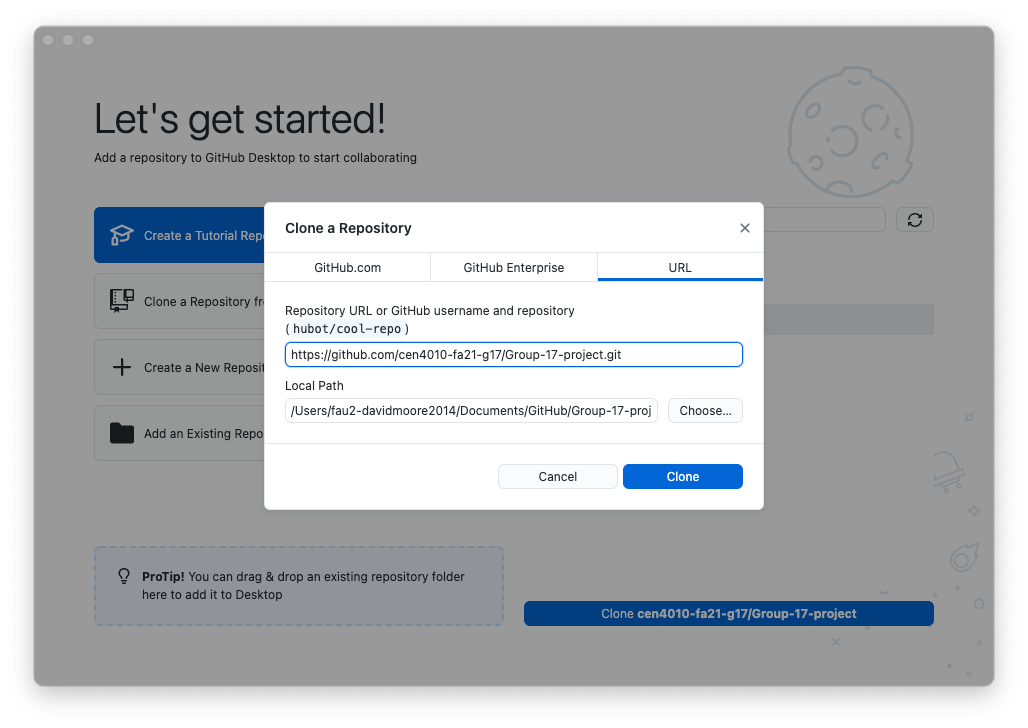 Let's get started!
Add a repository to GitHub Desktop to start collaborating
Create a Tutorial Repo
Clone a Repository
Create a New
Add an Existing
Clone a Repository
GitHub.com
GitHub Enterprise
URL
Repository URL or GitHub username and repository
(hubot/cool-repo)
https://github.com/cen4010-fa21-g17/Group-17-project.git
Local Path
/Users/fau2-davidmoore2014/Documents/GitHub/Group-17-proj
Choose...
Cancel
Clone
ProTip! You can drag & drop an existing repository folder
here to add it to Desktop
Clone cen4010-fa21-g17/Group-17-project